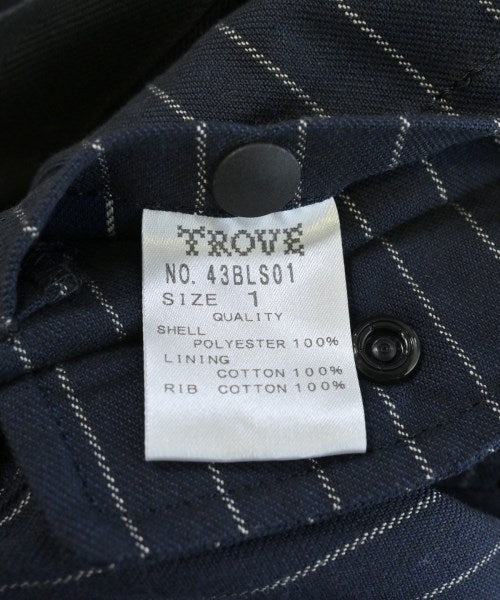 TROVE
NO. 43BLS01
SIZE 1
QUALITY
SHELL
POLYESTER 100%
LINING
COTTON 100%
RIB COTTON 100%